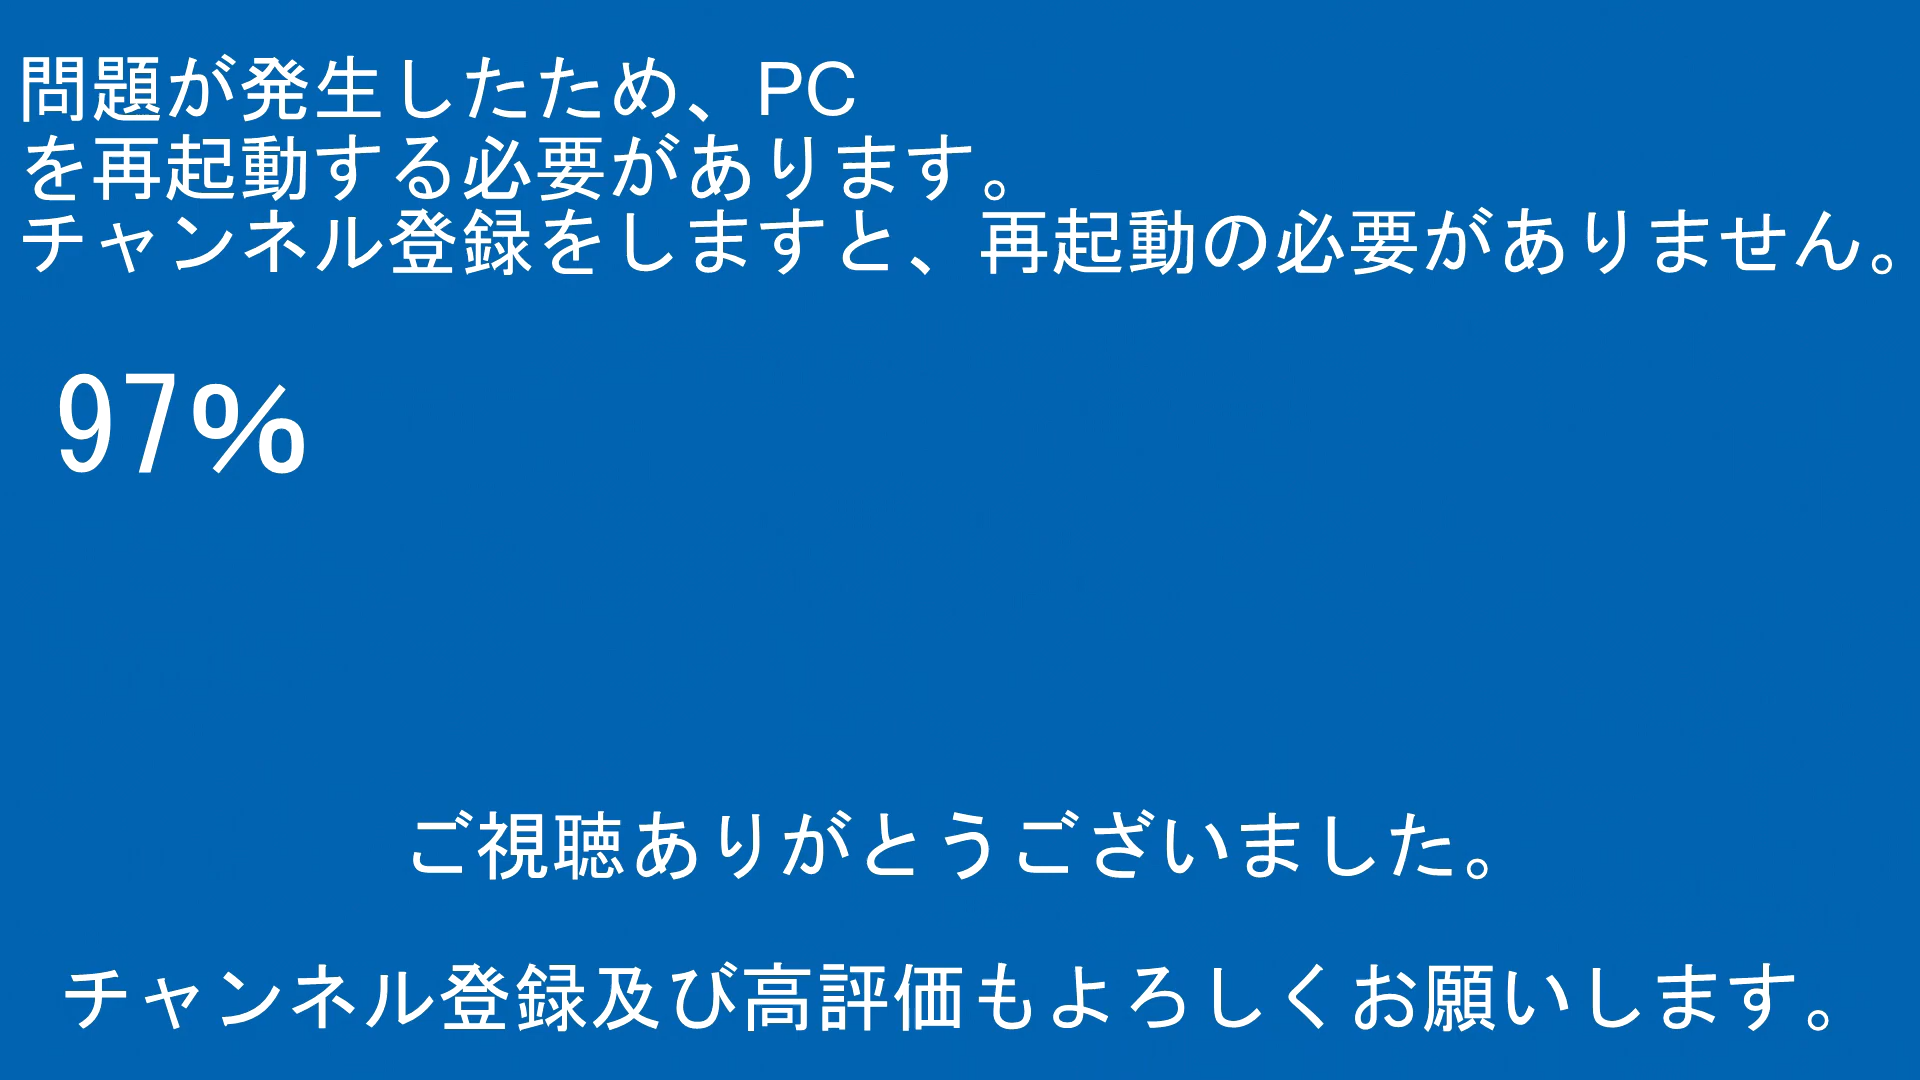 問題が発生したため、PC
を再起動する必要があります。
チャンネル登録をしますと、再起動の必要がありません。
97%
ご視聴ありがとうございました。
チャンネル登録及び高評価もよろしくお願いします。